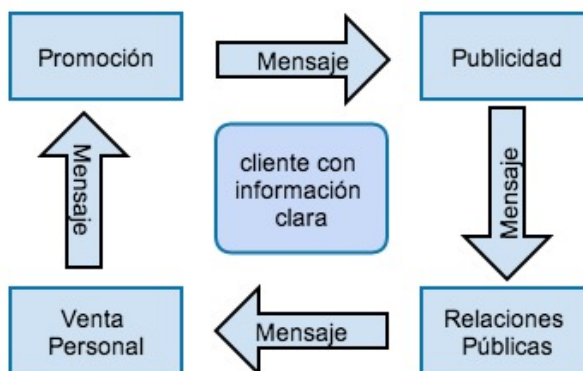 Promoción
Mensaje
Publicidad
Mensaje
cliente con
información
clara
Mensaje
Venta
Personal
Mensaje
Relaciones
Públicas